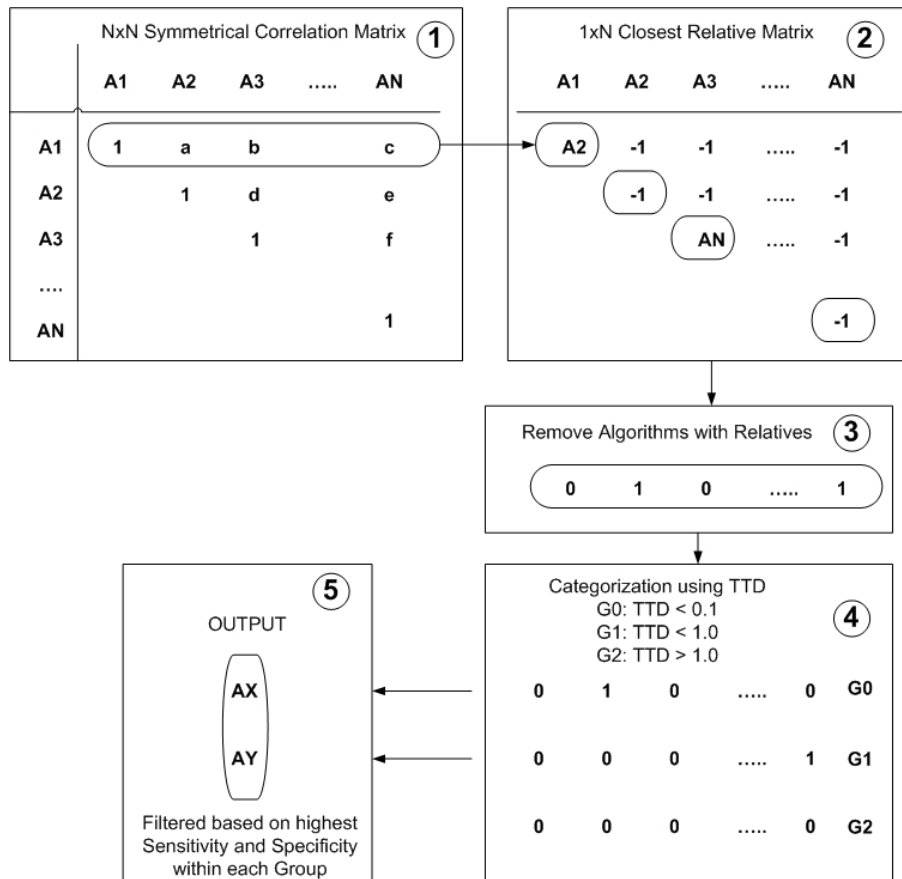 NxN Symmetrical Correlation Matrix 1
A1 A2 A3 ..... AN
A1 1 a b c
A2 1 d e
A3 1 f
....
AN 1
1xN Closest Relative Matrix 2
A1 A2 A3 ..... AN
A2 -1 -1 ..... -1
-1 -1 ..... -1
AN ..... -1
-1
Remove Algorithms with Relatives 3
0 1 0 ..... 1
Categorization using TTD
G0: TTD < 0.1
G1: TTD < 1.0
G2: TTD > 1.0
4
0 1 0 ..... 0 G0
0 0 0 ..... 1 G1
0 0 0 ..... 0 G2
5
OUTPUT
AX
AY
Filtered based on highest
Sensitivity and Specificity
within each Group